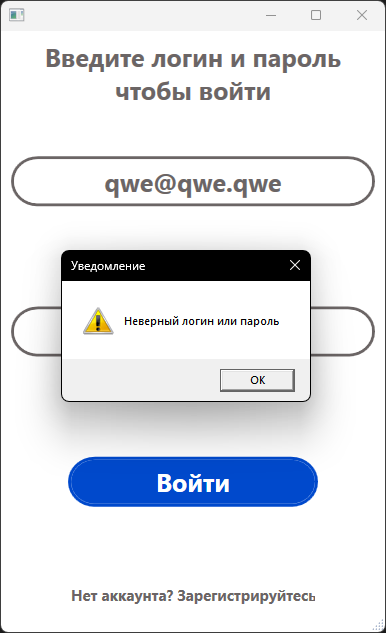 Введите логин и пароль
чтобы войти
qwe@qwe.qwe
Уведомление
Неверный логин или пароль
OK
Войти
Нет аккаунта? Зарегистрируйтесь